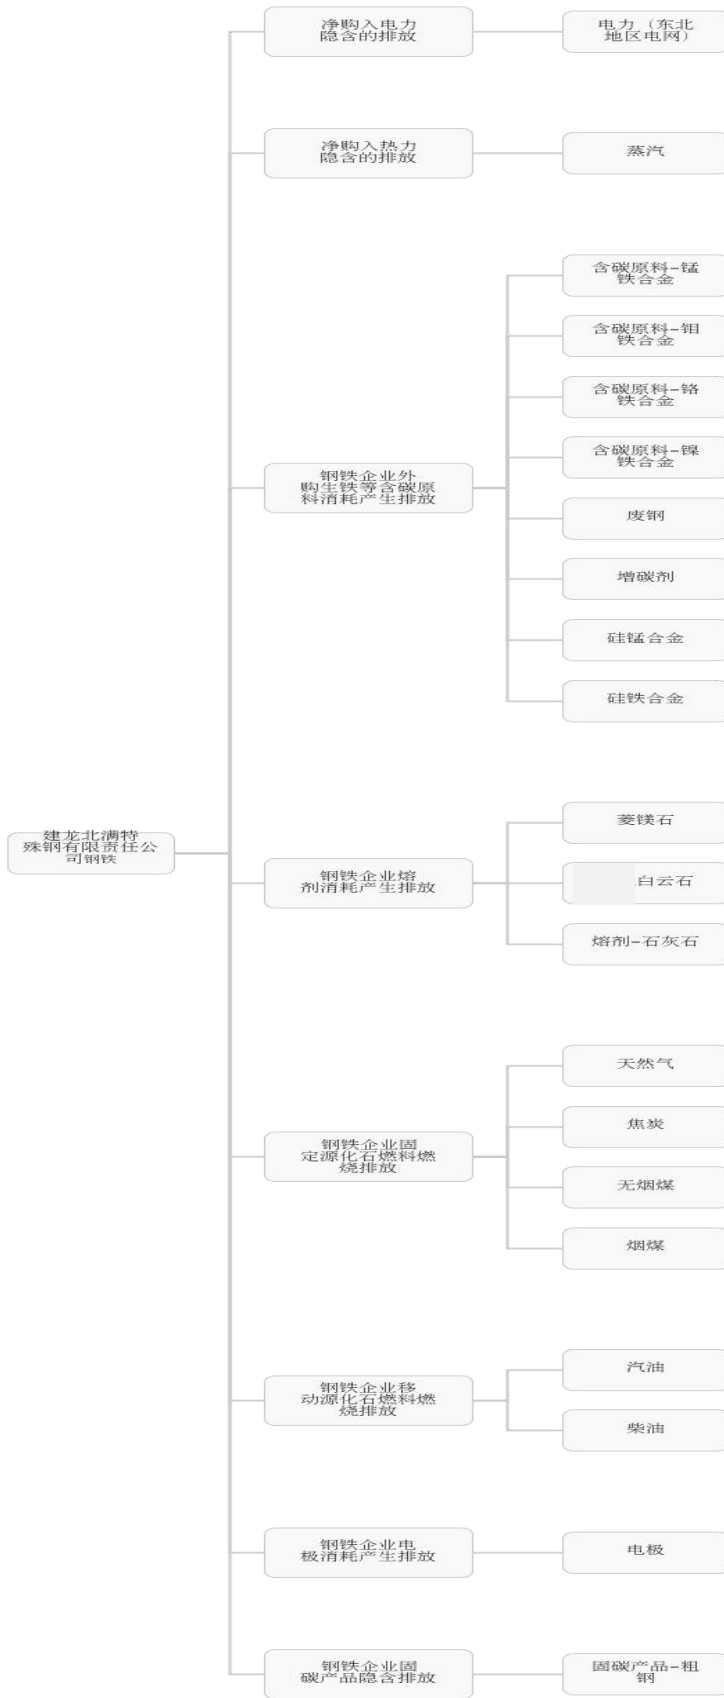 净购入电力
隐含的排放
电力（东北
地区电网）
净购入热力
隐含的排放
蒸汽
含碳原料-锰
铁合金
含碳原料-钼
铁合金
含碳原料-铬
铁合金
含碳原料-镍
铁合金
钢铁企业外
购生铁等含碳原
料消耗产生排放
废钢
增碳剂
硅锰合金
硅铁合金
建龙北满特
殊钢有限责任公
司钢铁
菱镁石
钢铁企业熔
剂消耗产生排放
白云石
熔剂-石灰石
天然气
焦炭
钢铁企业固
定源化石燃料燃
烧排放
无烟煤
烟煤
钢铁企业移
动源化石燃料燃
烧排放
汽油
柴油
钢铁企业电
极消耗产生排放
电极
钢铁企业固
碳产品隐含排放
固碳产品-粗
钢